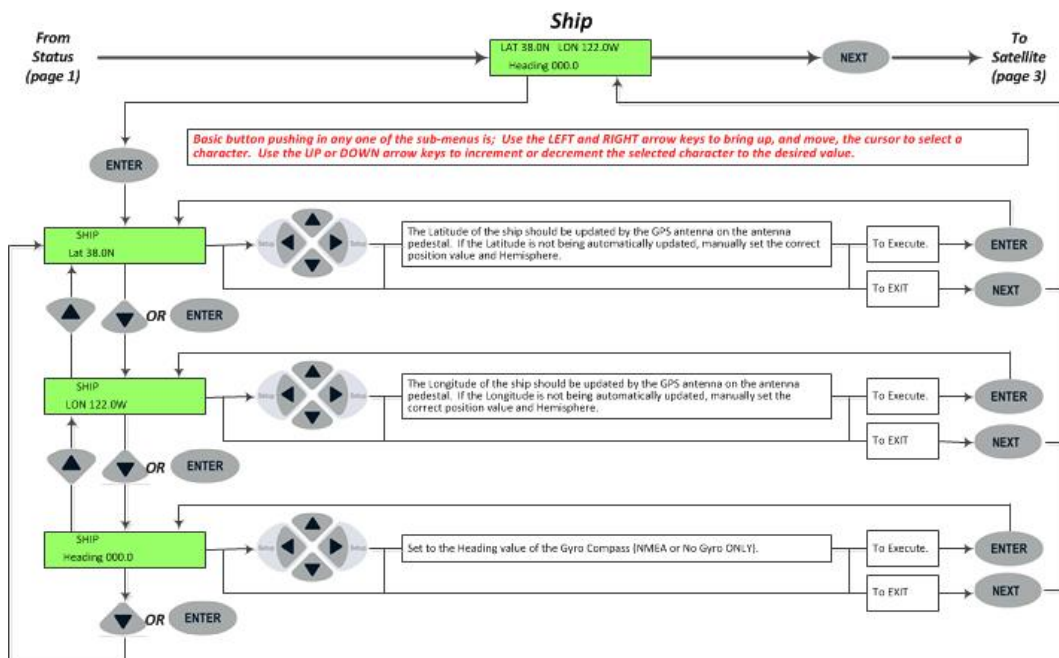 Ship
From
Status
(page 1)
LAT 38.0N LON 122.0W
Heading 000.0
NEXT
To
Satellite
(page 3)
Basic button pushing in any one of the sub-menus is; Use the LEFT and RIGHT arrow keys to bring up, and move, the cursor to select a
character. Use the UP or DOWN arrow keys to increment or decrement the selected character to the desired value.
ENTER
SHIP
Lat 38.0N
Setup
Setup
The Latitude of the ship should be updated by the GPS antenna on the antenna
pedestal. If the Latitude is not being automatically updated, manually set the correct
position value and Hemisphere.
To Execute.
ENTER
To EXIT
NEXT
OR
ENTER
SHIP
LON 122.0W
Setup
Setup
The Longitude of the ship should be updated by the GPS antenna on the antenna
pedestal. If the Longitude is not being automatically updated, manually set the
correct position value and Hemisphere.
To Execute.
ENTER
To EXIT
NEXT
OR
ENTER
SHIP
Heading 000.0
Setup
Setup
Set to the Heading value of the Gyro Compass (NMEA or No Gyro ONLY).
To Execute.
ENTER
To EXIT
NEXT
OR
ENTER